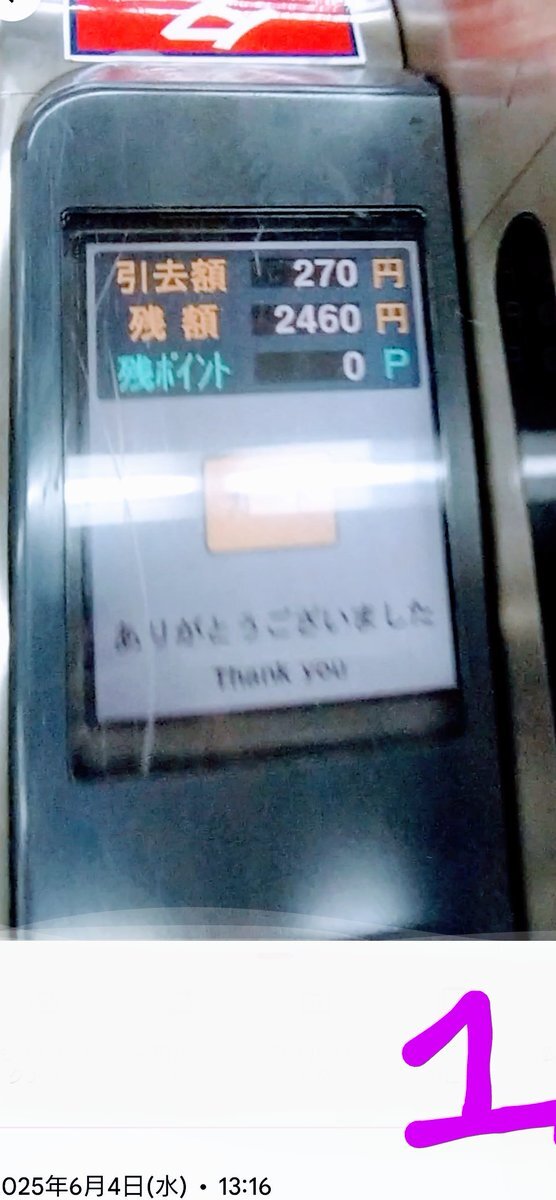 引去額 270 円
残額 2460 円
残ポイント 0 P
ありがとうございました
Thank you
1
025年6月4日(水) • 13:16